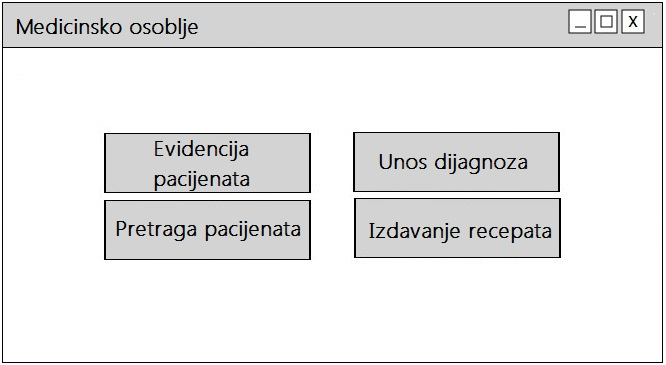 Medicinsko osoblje
_ □ X
Evidencija
pacijenata
Unos dijagnoza
Pretraga pacijenata
Izdavanje recepata